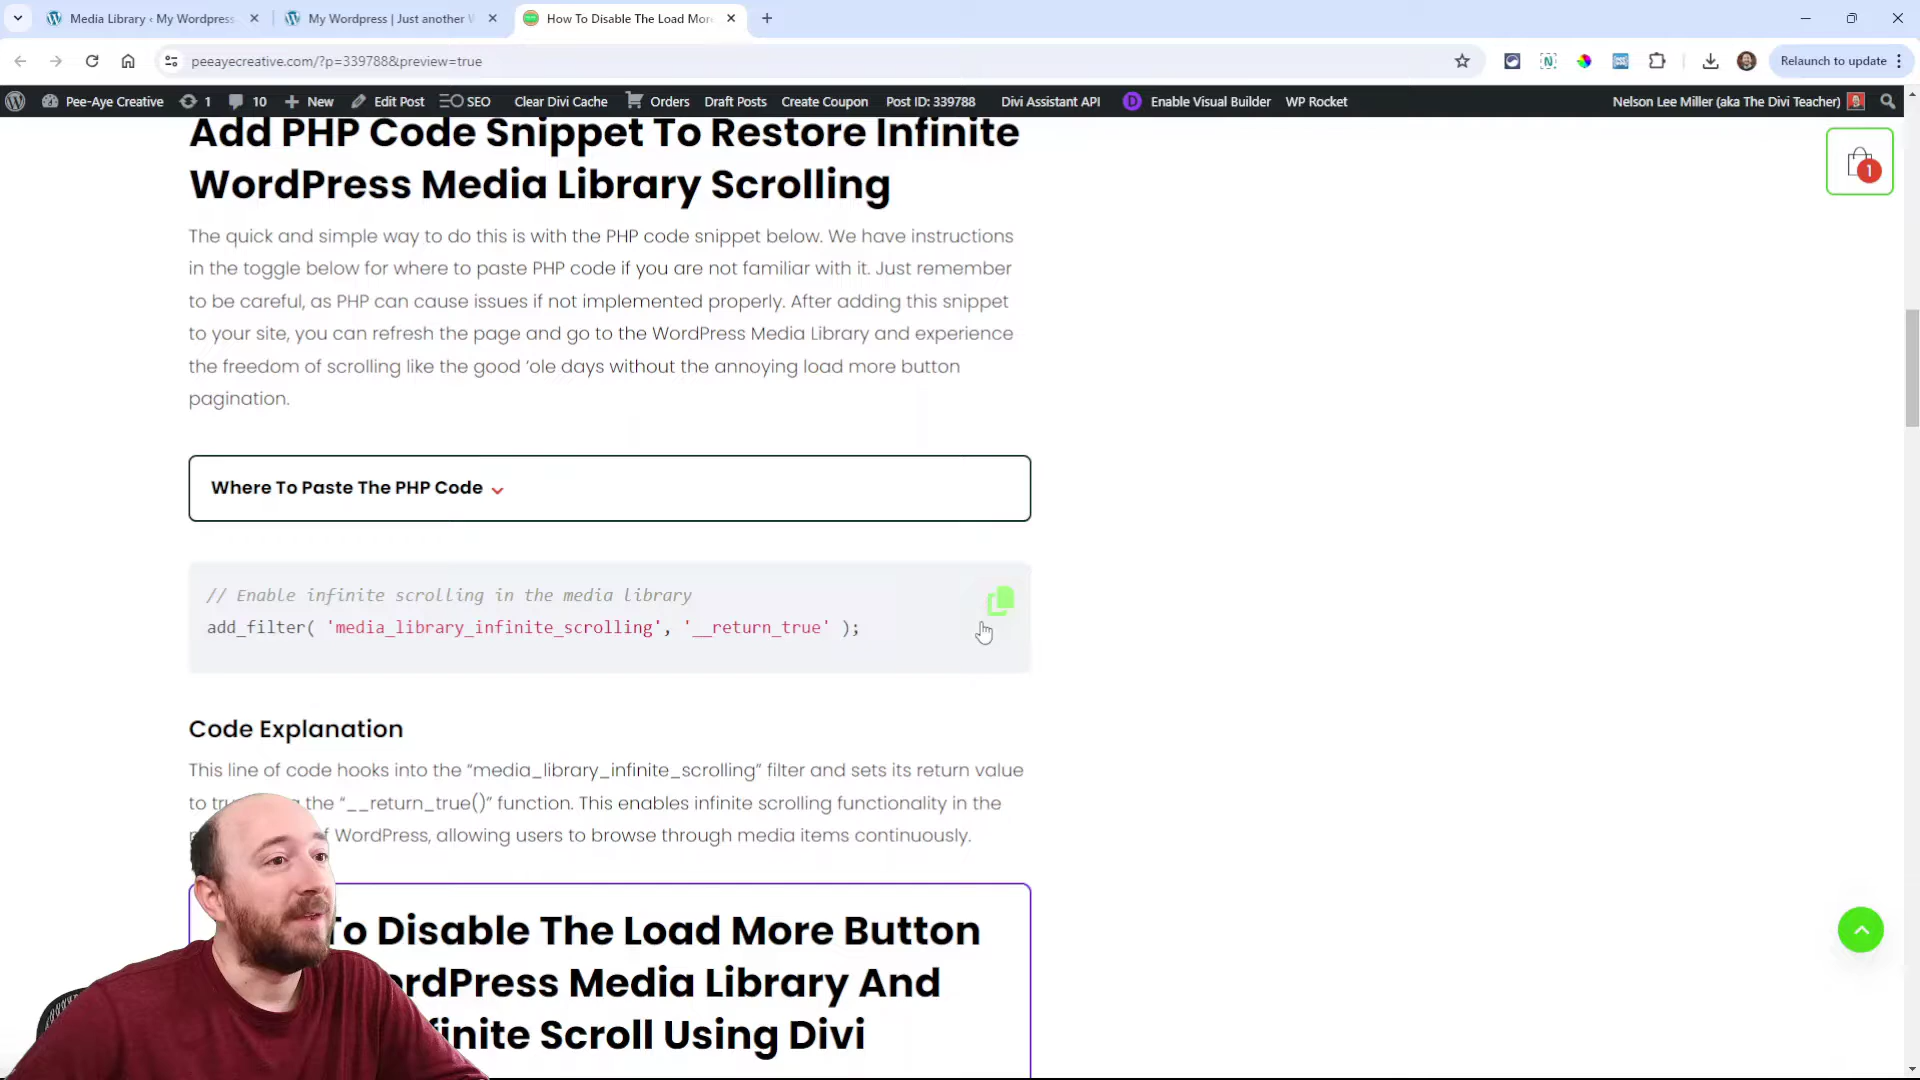 Media Library ‹ My Wordpress
My Wordpress | Just another W
How To Disable The Load Mor
peeayecreative.com/?p=339788&preview=true
Relaunch to update
Pee-Aye Creative
1
10
New
Edit Post
SEO
Clear Divi Cache
Orders
Draft Posts
Create Coupon
Post ID: 339788
Divi Assistant API
D
Enable Visual Builder
WP Rocket
Nelson Lee Miller (aka The Divi Teacher)
1
Add PHP Code Snippet To Restore Infinite
WordPress Media Library Scrolling
The quick and simple way to do this is with the PHP code snippet below. We have instructions
in the toggle below for where to paste PHP code if you are not familiar with it. Just remember
to be careful, as PHP can cause issues if not implemented properly. After adding this snippet
to your site, you can refresh the page and go to the WordPress Media Library and experience
the freedom of scrolling like the good ‘ole days without the annoying load more button
pagination.
Where To Paste The PHP Code
// Enable infinite scrolling in the media library
add_filter( 'media_library_infinite_scrolling', '__return_true' );
Code Explanation
This line of code hooks into the “media_library_infinite_scrolling” filter and sets its return value
to the “__return_true()” function. This enables infinite scrolling functionality in the
WordPress, allowing users to browse through media items continuously.
To Disable The Load More Button
ordPress Media Library And
finite Scroll Using Divi